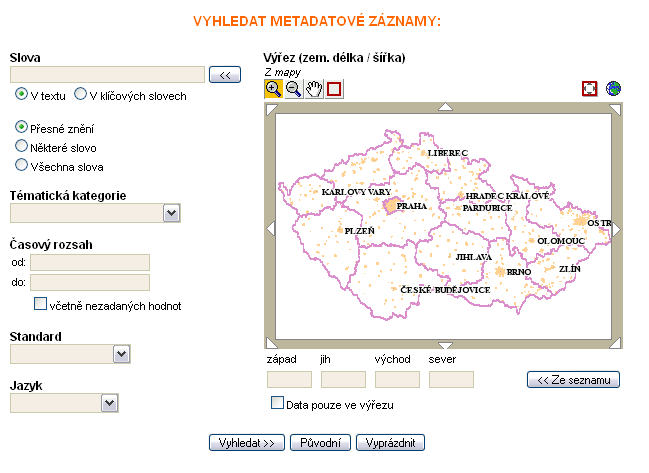 VYHLEDAT METADATOVÉ ZÁZNAMY:
Slova
<<
V textu V klíčových slovech
Přesné znění
Některé slovo
Všechna slova
Tématická kategorie
Časový rozsah
od:
do:
včetně nezadaných hodnot
Standard
Jazyk
Výřez (zem. délka / šířka)
Z mapy
LIBEREC
KARLOVY VARY
HRADEC KRÁLOVÉ
PRAHA
PARDUBICE
OSTR
PLZEŇ
OLOMOUC
JIHLAVA
ZLÍN
BRNO
ČESKÉ BUDĚJOVICE
západ jih východ sever
<< Ze seznamu
Data pouze ve výřezu
Vyhledat >> Původní Vyprázdnit